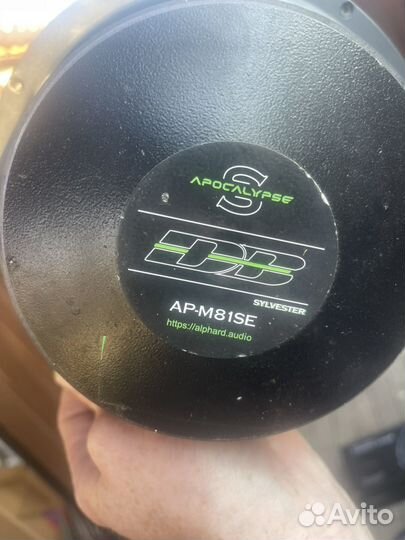 S
APOCALYPSE
DB
SYLVESTER
AP-M81SE
https://alphard.audio
Avito